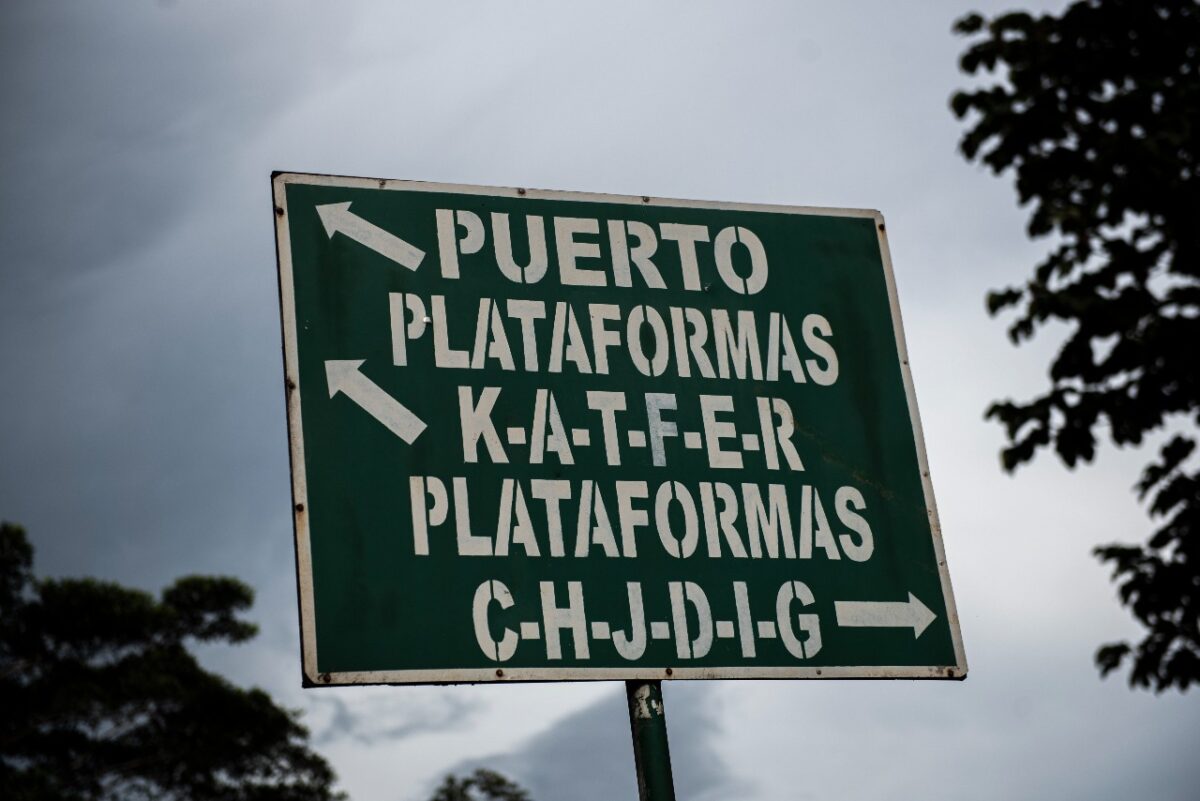 PUERTO
PLATAFORMAS
K-A-T-F-E-R
PLATAFORMAS
C-H-J-D-I-G